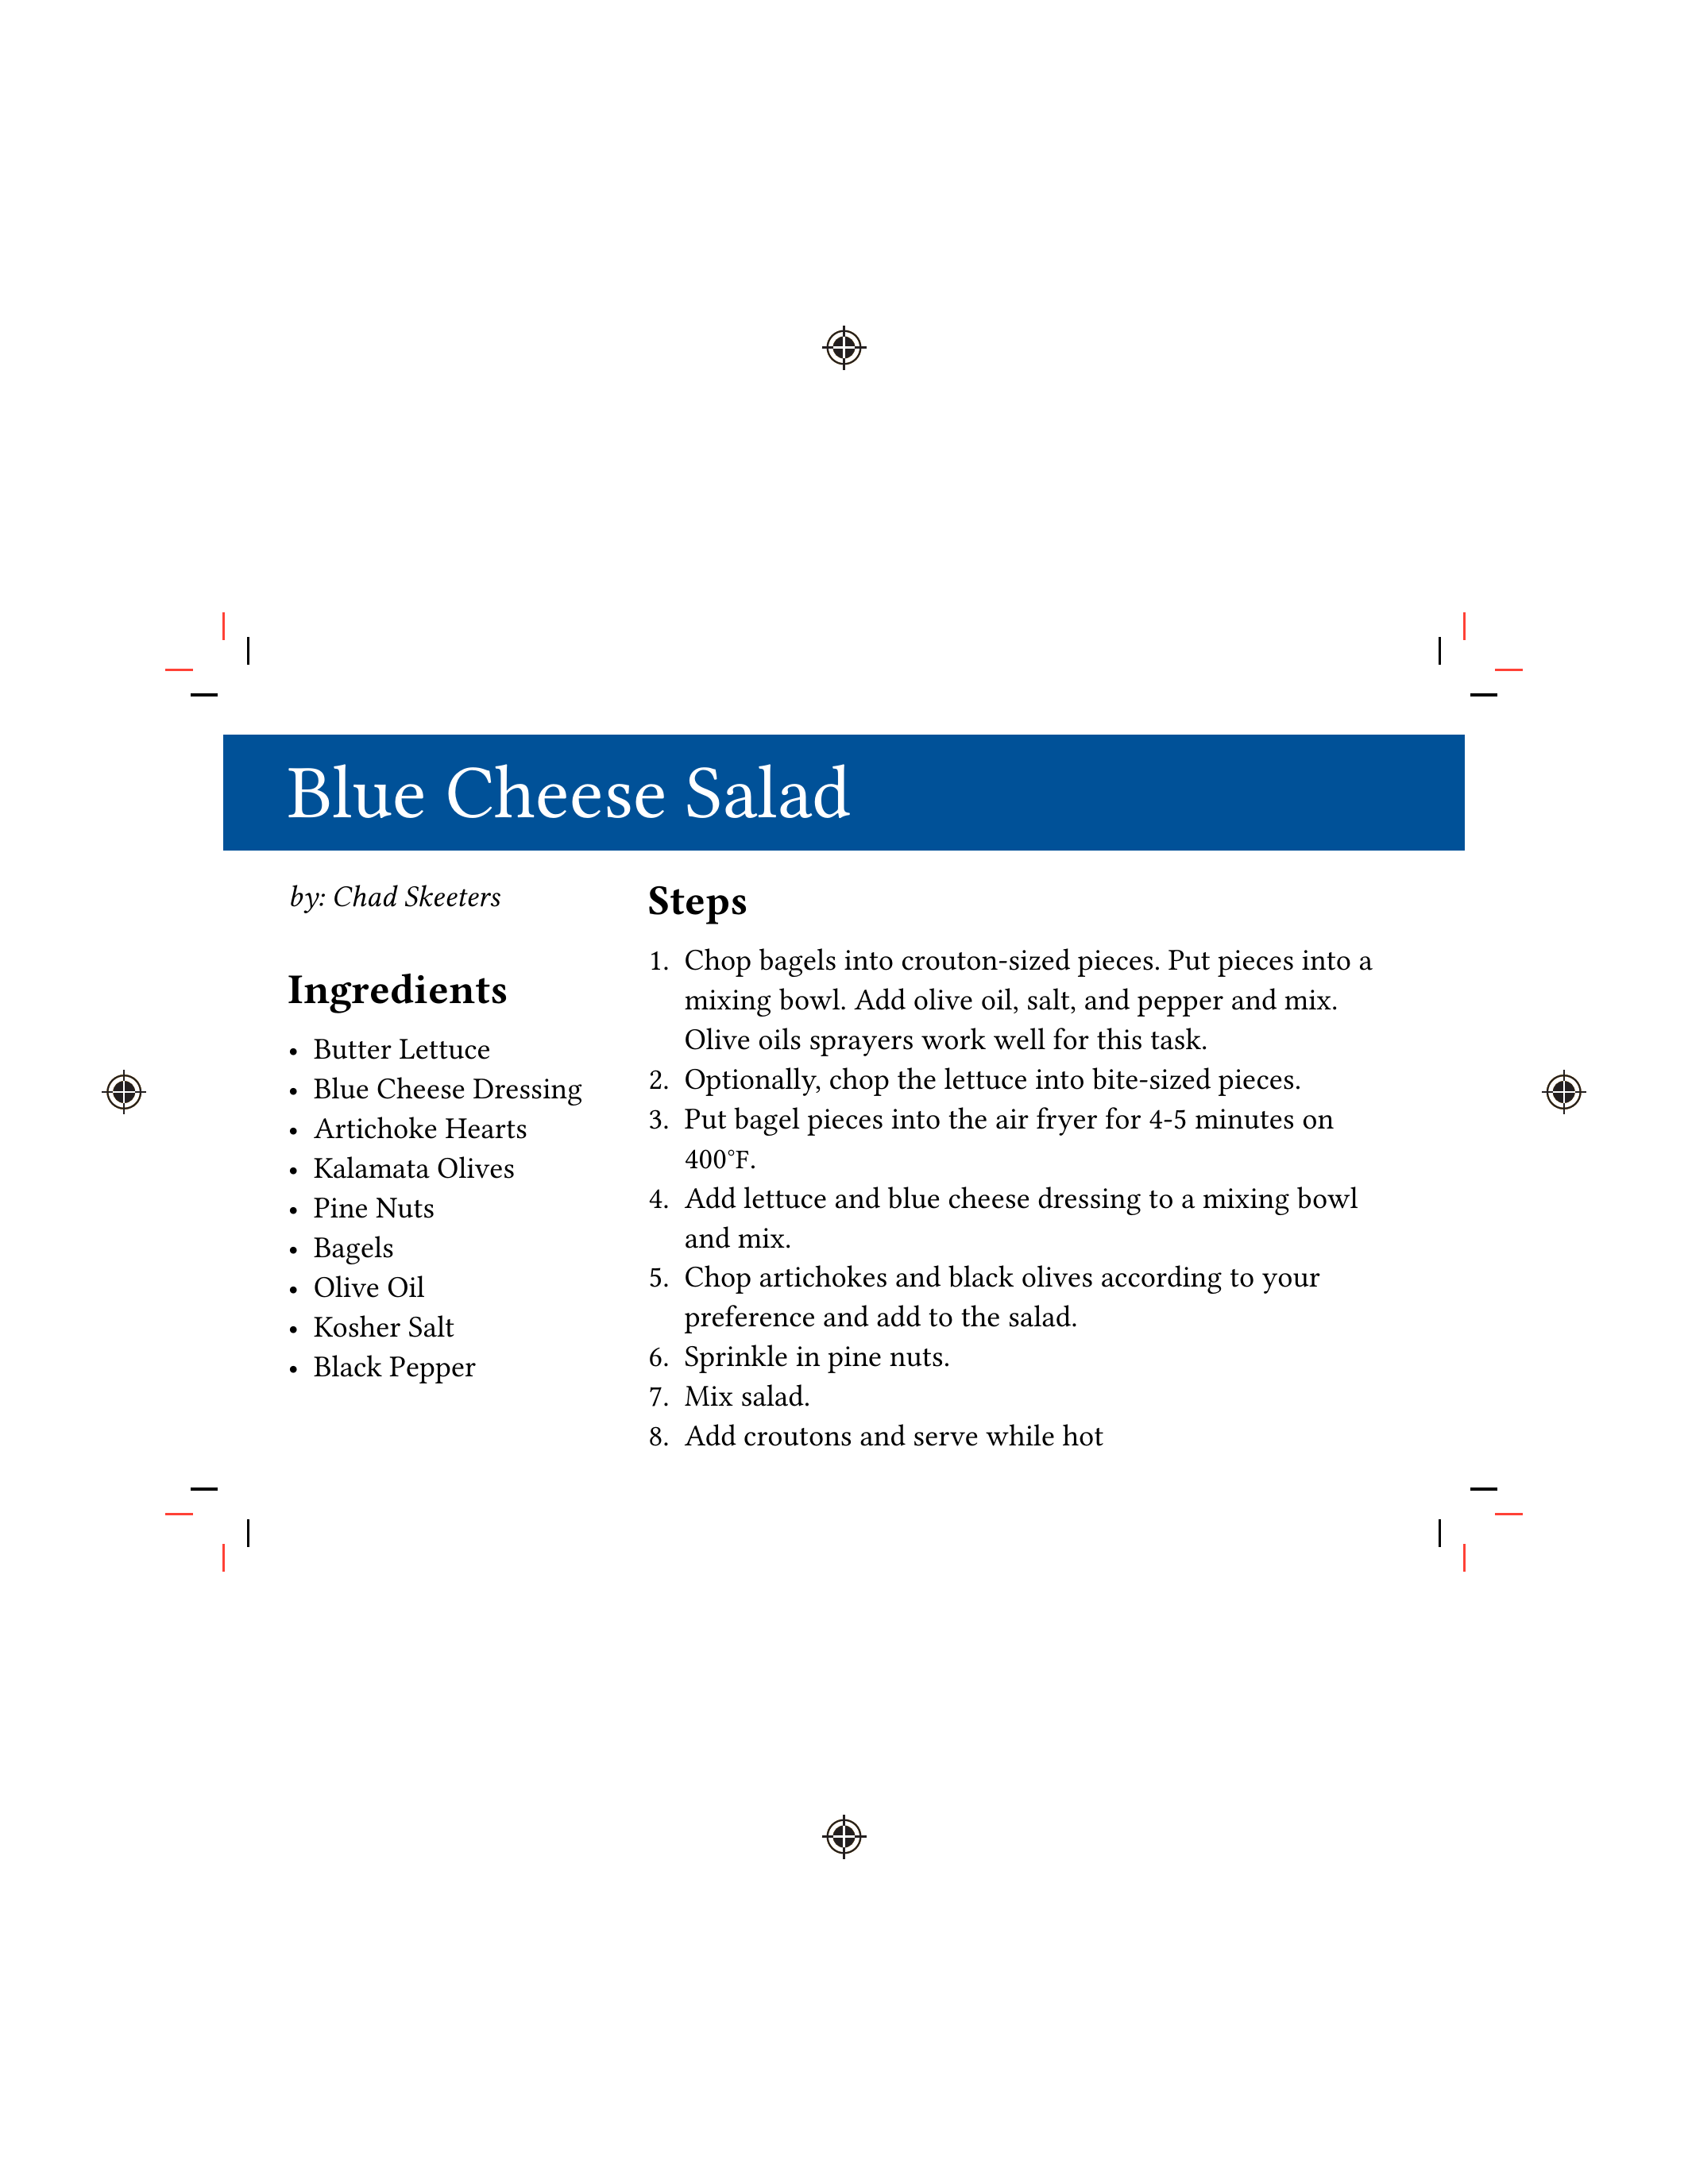 Blue Cheese Salad
by: Chad Skeeters
Ingredients
• Butter Lettuce
• Blue Cheese Dressing
• Artichoke Hearts
• Kalamata Olives
• Pine Nuts
• Bagels
• Olive Oil
• Kosher Salt
• Black Pepper
Steps
1. Chop bagels into crouton-sized pieces. Put pieces into a
mixing bowl. Add olive oil, salt, and pepper and mix.
Olive oils sprayers work well for this task.
2. Optionally, chop the lettuce into bite-sized pieces.
3. Put bagel pieces into the air fryer for 4-5 minutes on
400°F.
4. Add lettuce and blue cheese dressing to a mixing bowl
and mix.
5. Chop artichokes and black olives according to your
preference and add to the salad.
6. Sprinkle in pine nuts.
7. Mix salad.
8. Add croutons and serve while hot